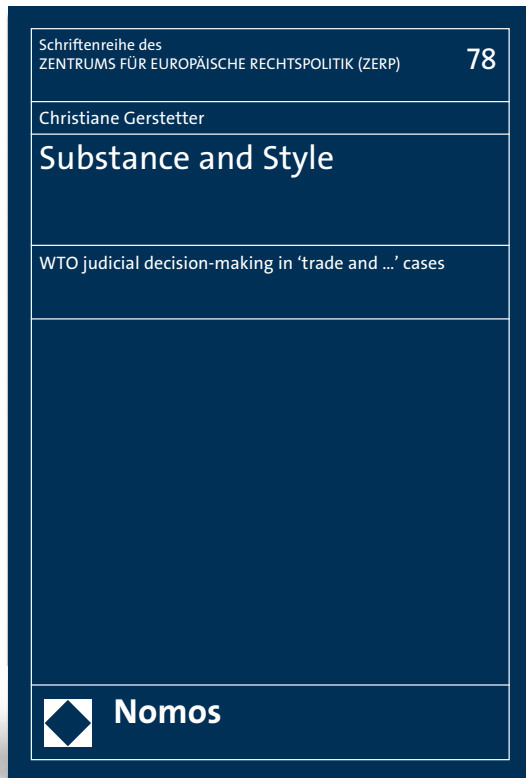 Schriftenreihe des
ZENTRUMS FÜR EUROPÄISCHE RECHTSPOLITIK (ZERP) 78
Christiane Gerstetter
Substance and Style
WTO judicial decision-making in ‘trade and ...’ cases
Nomos